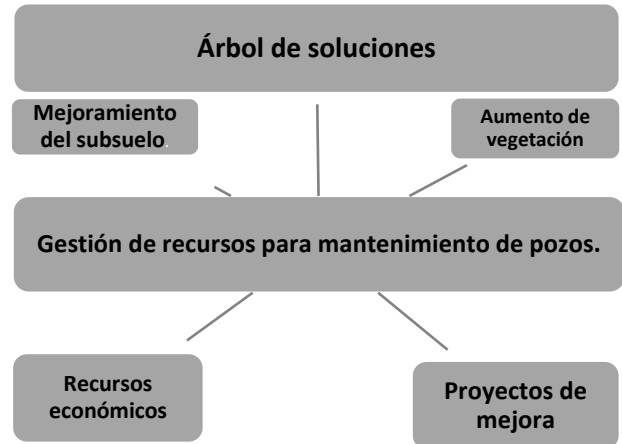 Árbol de soluciones
Mejoramiento
del subsuelo.
Aumento de
vegetación
Gestión de recursos para mantenimiento de pozos.
Recursos
económicos
Proyectos de
mejora